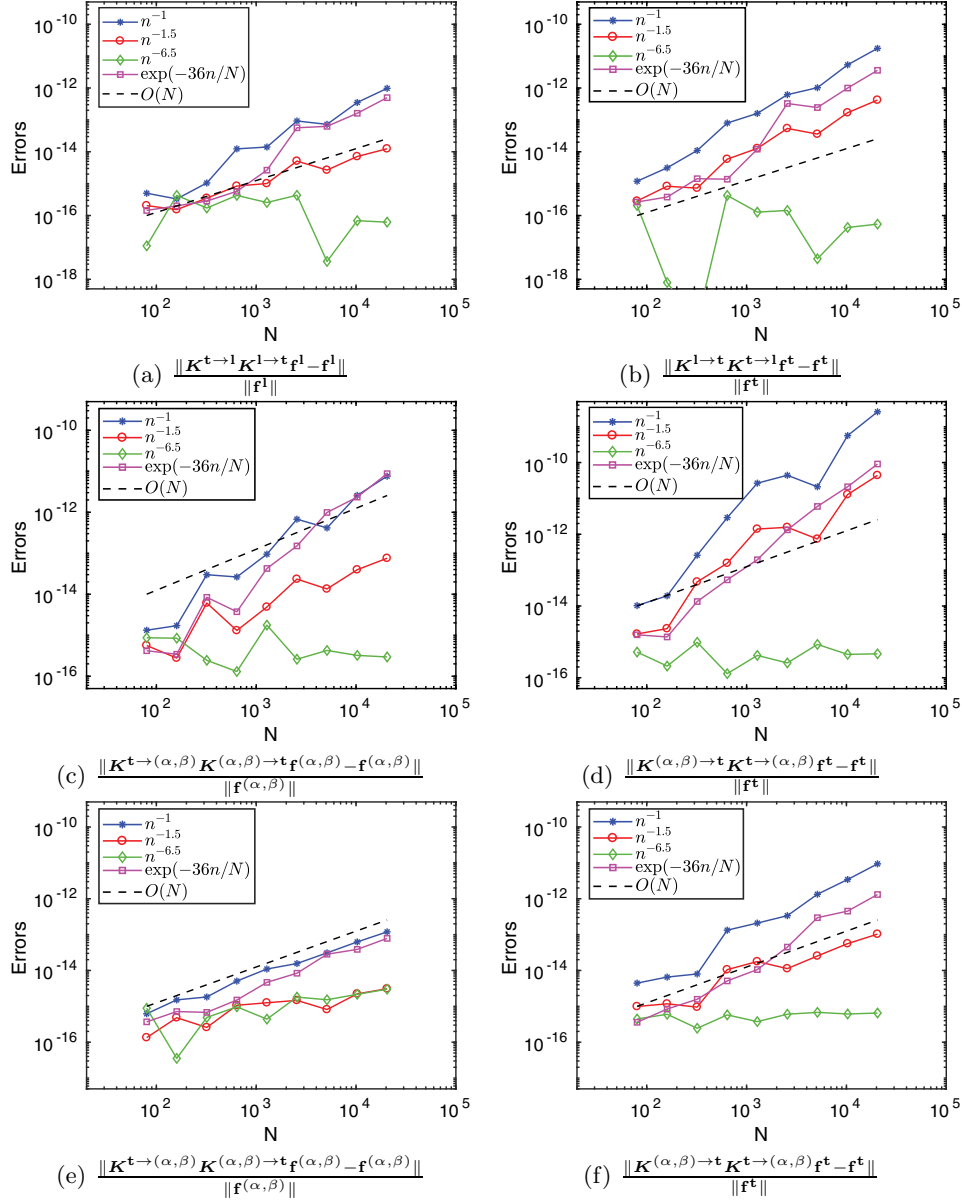 10^{-10}
10^{-12}
10^{-14}
10^{-16}
10^{-18}
Errors
n^{-1}
n^{-1.5}
n^{-6.5}
exp(−36n/N)
O(N)
10^2 10^3 10^4 10^5
N
(a) ‖K^{t→l} K^{l→t} f^l − f^l‖ / ‖f^l‖
10^{-10}
10^{-12}
10^{-14}
10^{-16}
10^{-18}
Errors
n^{-1}
n^{-1.5}
n^{-6.5}
exp(−36n/N)
O(N)
10^2 10^3 10^4 10^5
N
(b) ‖K^{l→t} K^{t→l} f^t − f^t‖ / ‖f^t‖
10^{-10}
10^{-12}
10^{-14}
10^{-16}
Errors
n^{-1}
n^{-1.5}
n^{-6.5}
exp(−36n/N)
O(N)
10^2 10^3 10^4 10^5
N
(c) ‖K^{t→(α,β)} K^{(α,β)→t} f^{(α,β)} − f^{(α,β)}‖ / ‖f^{(α,β)}‖
10^{-10}
10^{-12}
10^{-14}
10^{-16}
Errors
n^{-1}
n^{-1.5}
n^{-6.5}
exp(−36n/N)
O(N)
10^2 10^3 10^4 10^5
N
(d) ‖K^{(α,β)→t} K^{t→(α,β)} f^t − f^t‖ / ‖f^t‖
10^{-10}
10^{-12}
10^{-14}
10^{-16}
Errors
n^{-1}
n^{-1.5}
n^{-6.5}
exp(−36n/N)
O(N)
10^2 10^3 10^4 10^5
N
(e) ‖K^{t→(α,β)} K^{(α,β)→t} f^{(α,β)} − f^{(α,β)}‖ / ‖f^{(α,β)}‖
10^{-10}
10^{-12}
10^{-14}
10^{-16}
Errors
n^{-1}
n^{-1.5}
n^{-6.5}
exp(−36n/N)
O(N)
10^2 10^3 10^4 10^5
N
(f) ‖K^{(α,β)→t} K^{t→(α,β)} f^t − f^t‖ / ‖f^t‖